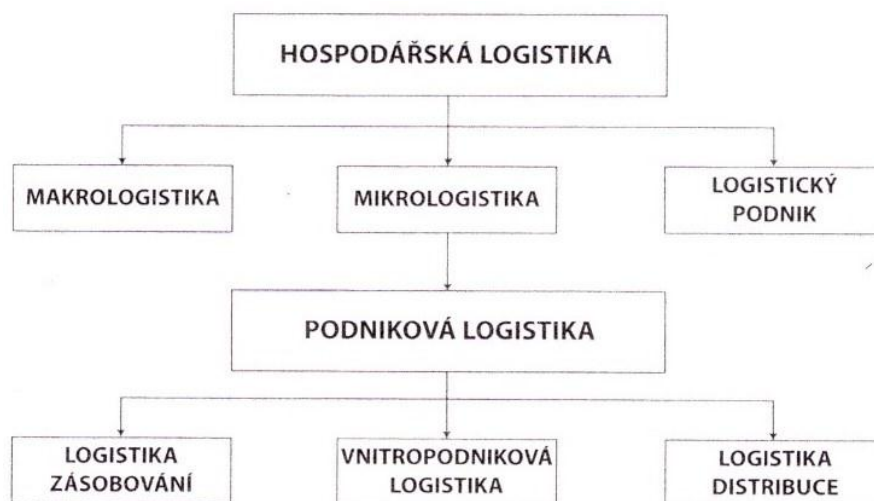 HOSPODÁŘSKÁ LOGISTIKA
MAKROLOGISTIKA
MIKROLOGISTIKA
LOGISTICKÝ
PODNIK
PODNIKOVÁ LOGISTIKA
LOGISTIKA
ZÁSOBOVÁNÍ
VNITROPODNIKOVÁ
LOGISTIKA
LOGISTIKA
DISTRIBUCE